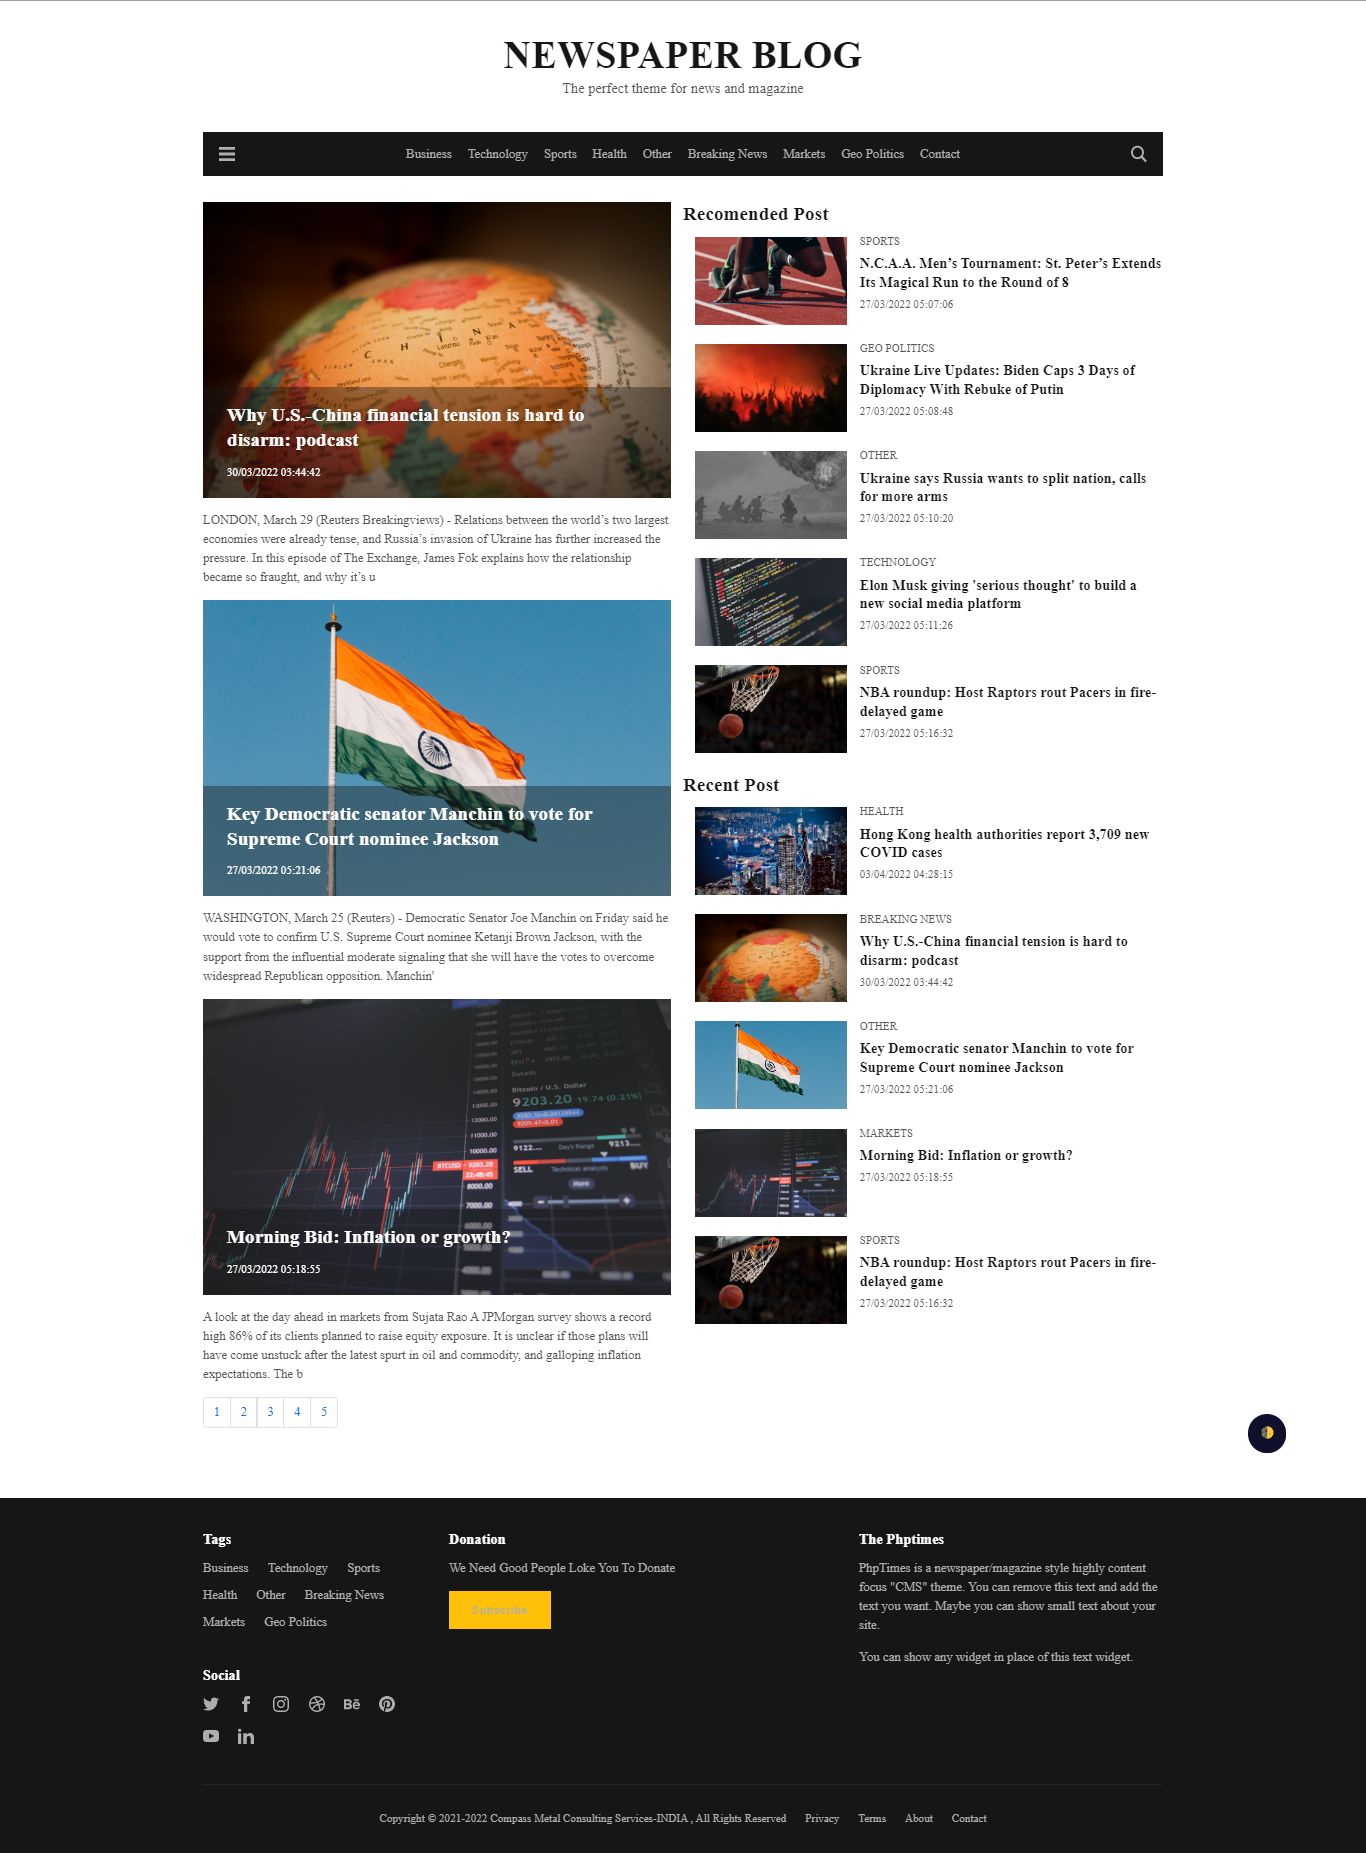 NEWSPAPER BLOG
The perfect theme for news and magazine
Business Technology Sports Health Other Breaking News Markets Geo Politics Contact
CHINA
Why U.S.-China financial tension is hard to
disarm: podcast
30/03/2022 03:44:42
LONDON, March 29 (Reuters Breakingviews) - Relations between the world’s two largest
economies were already tense, and Russia’s invasion of Ukraine has further increased the
pressure. In this episode of The Exchange, James Fok explains how the relationship
became so fraught, and why it’s u
Key Democratic senator Manchin to vote for
Supreme Court nominee Jackson
27/03/2022 05:21:06
WASHINGTON, March 25 (Reuters) - Democratic Senator Joe Manchin on Friday said he
would vote to confirm U.S. Supreme Court nominee Ketanji Brown Jackson, with the
support from the influential moderate signaling that she will have the votes to overcome
widespread Republican opposition. Manchin'
Details
Bitcoin / U.S. Dollar
9203.20 19.74 (0.21%)
Day's Range
SELL Technical analysis BUY
More
Morning Bid: Inflation or growth?
27/03/2022 05:18:55
A look at the day ahead in markets from Sujata Rao A JPMorgan survey shows a record
high 86% of its clients planned to raise equity exposure. It is unclear if those plans will
have come unstuck after the latest spurt in oil and commodity, and galloping inflation
expectations. The b
1 2 3 4 5
Recomended Post
SPORTS
N.C.A.A. Men’s Tournament: St. Peter’s Extends
Its Magical Run to the Round of 8
27/03/2022 05:07:06
GEO POLITICS
Ukraine Live Updates: Biden Caps 3 Days of
Diplomacy With Rebuke of Putin
27/03/2022 05:08:48
OTHER
Ukraine says Russia wants to split nation, calls
for more arms
27/03/2022 05:10:20
TECHNOLOGY
Elon Musk giving 'serious thought' to build a
new social media platform
27/03/2022 05:11:26
SPORTS
NBA roundup: Host Raptors rout Pacers in fire-
delayed game
27/03/2022 05:16:32
Recent Post
HEALTH
Hong Kong health authorities report 3,709 new
COVID cases
03/04/2022 04:28:15
BREAKING NEWS
Why U.S.-China financial tension is hard to
disarm: podcast
30/03/2022 03:44:42
OTHER
Key Democratic senator Manchin to vote for
Supreme Court nominee Jackson
27/03/2022 05:21:06
MARKETS
Morning Bid: Inflation or growth?
27/03/2022 05:18:55
SPORTS
NBA roundup: Host Raptors rout Pacers in fire-
delayed game
27/03/2022 05:16:32
Tags
Business Technology Sports
Health Other Breaking News
Markets Geo Politics
Social
Donation
We Need Good People Loke You To Donate
Subscribe
The Phptimes
PhpTimes is a newspaper/magazine style highly content
focus "CMS" theme. You can remove this text and add the
text you want. Maybe you can show small text about your
site.
You can show any widget in place of this text widget.
Copyright © 2021-2022 Compass Metal Consulting Services-INDIA , All Rights Reserved Privacy Terms About Contact